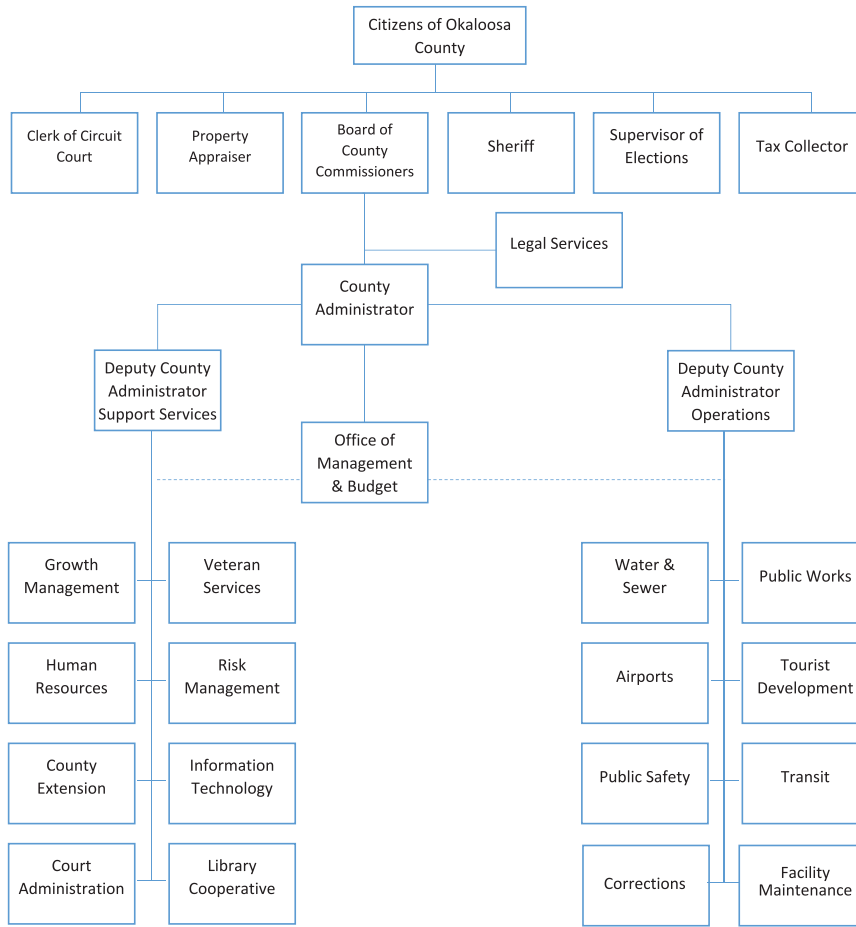 Citizens of Okaloosa
County
Clerk of Circuit
Court
Property
Appraiser
Board of
County
Commissioners
Sheriff
Supervisor of
Elections
Tax Collector
Legal Services
County
Administrator
Deputy County
Administrator
Support Services
Deputy County
Administrator
Operations
Office of
Management
& Budget
Growth
Management
Veteran
Services
Water &
Sewer
Public Works
Human
Resources
Risk
Management
Airports
Tourist
Development
County
Extension
Information
Technology
Public Safety
Transit
Court
Administration
Library
Cooperative
Corrections
Facility
Maintenance